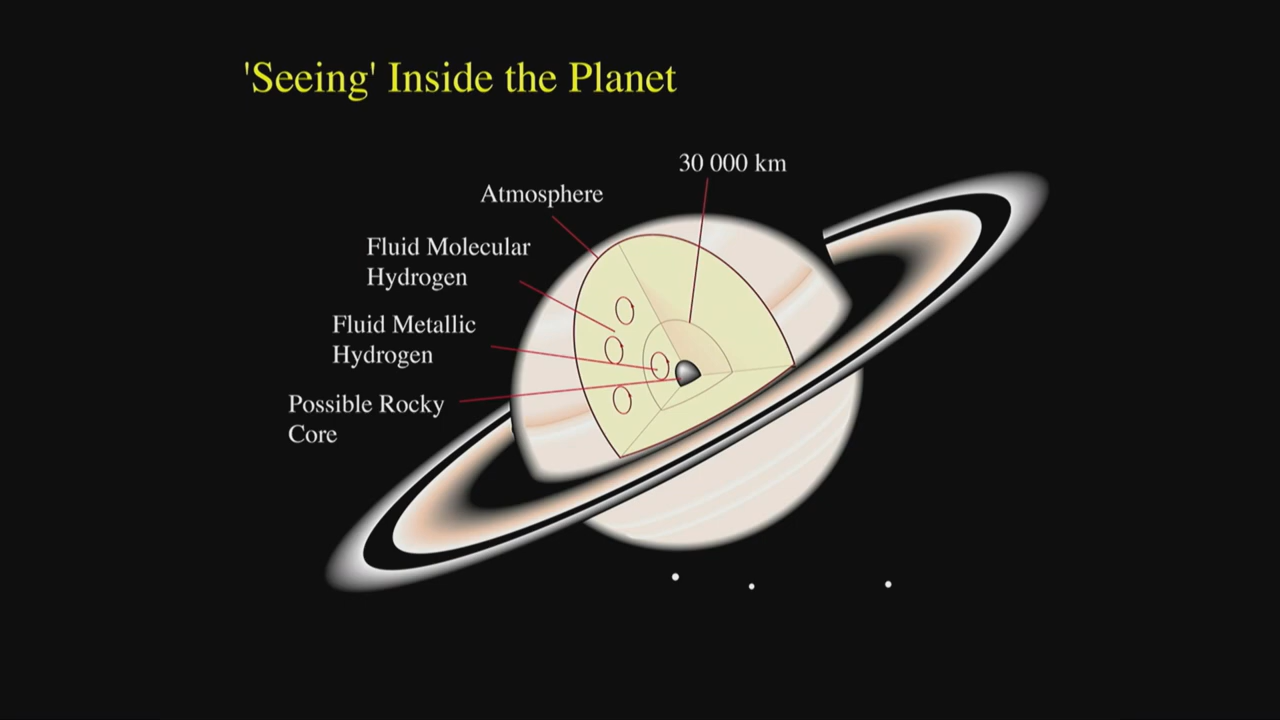 'Seeing' Inside the Planet
30 000 km
Atmosphere
Fluid Molecular
Hydrogen
Fluid Metallic
Hydrogen
Possible Rocky
Core